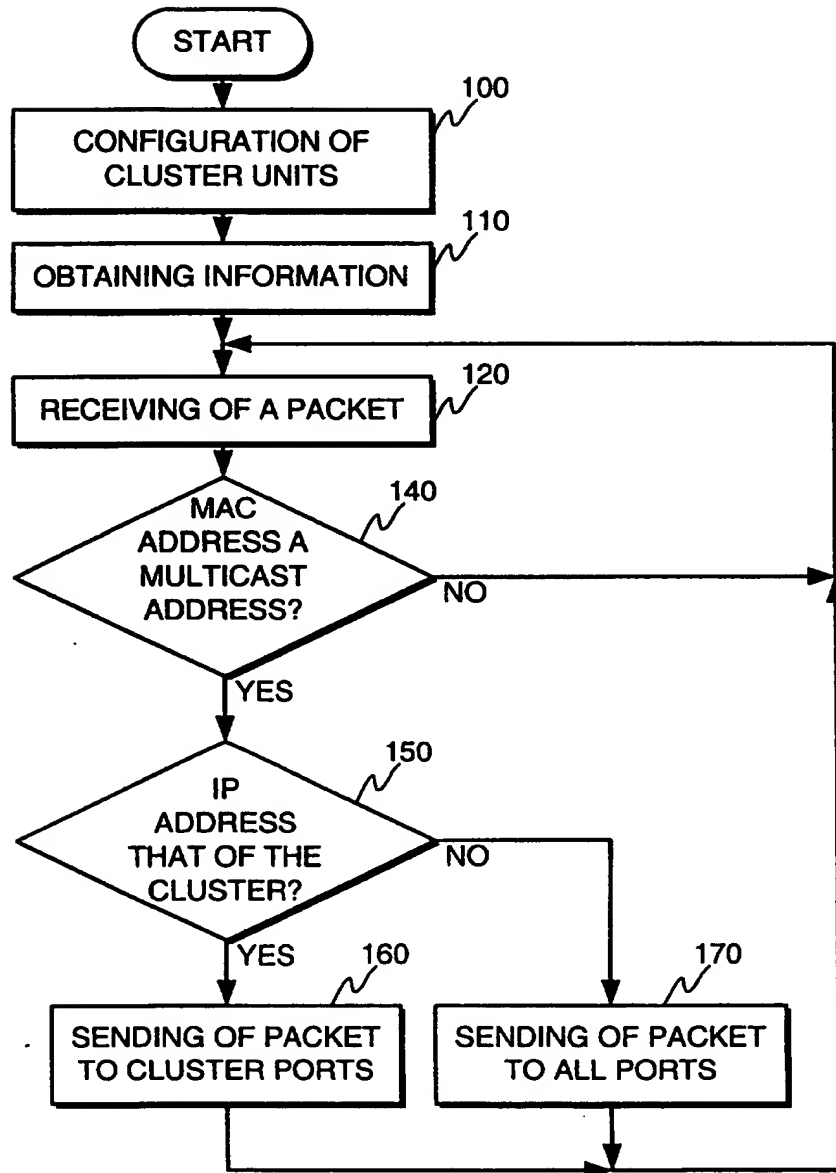 START
100
CONFIGURATION OF
CLUSTER UNITS
110
OBTAINING INFORMATION
120
RECEIVING OF A PACKET
140
MAC
ADDRESS A
MULTICAST
ADDRESS?
NO
YES
150
IP
ADDRESS
THAT OF THE
CLUSTER?
NO
YES
160
SENDING OF PACKET
TO CLUSTER PORTS
170
SENDING OF PACKET
TO ALL PORTS